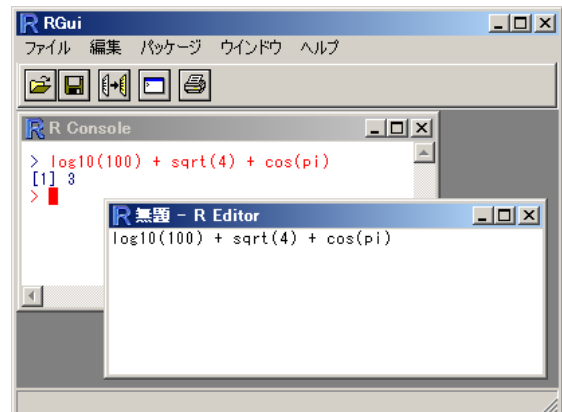 RGui
ファイル 編集 パッケージ ウインドウ ヘルプ
R Console
> log10(100) + sqrt(4) + cos(pi)
[1] 3
>
無題 - R Editor
log10(100) + sqrt(4) + cos(pi)